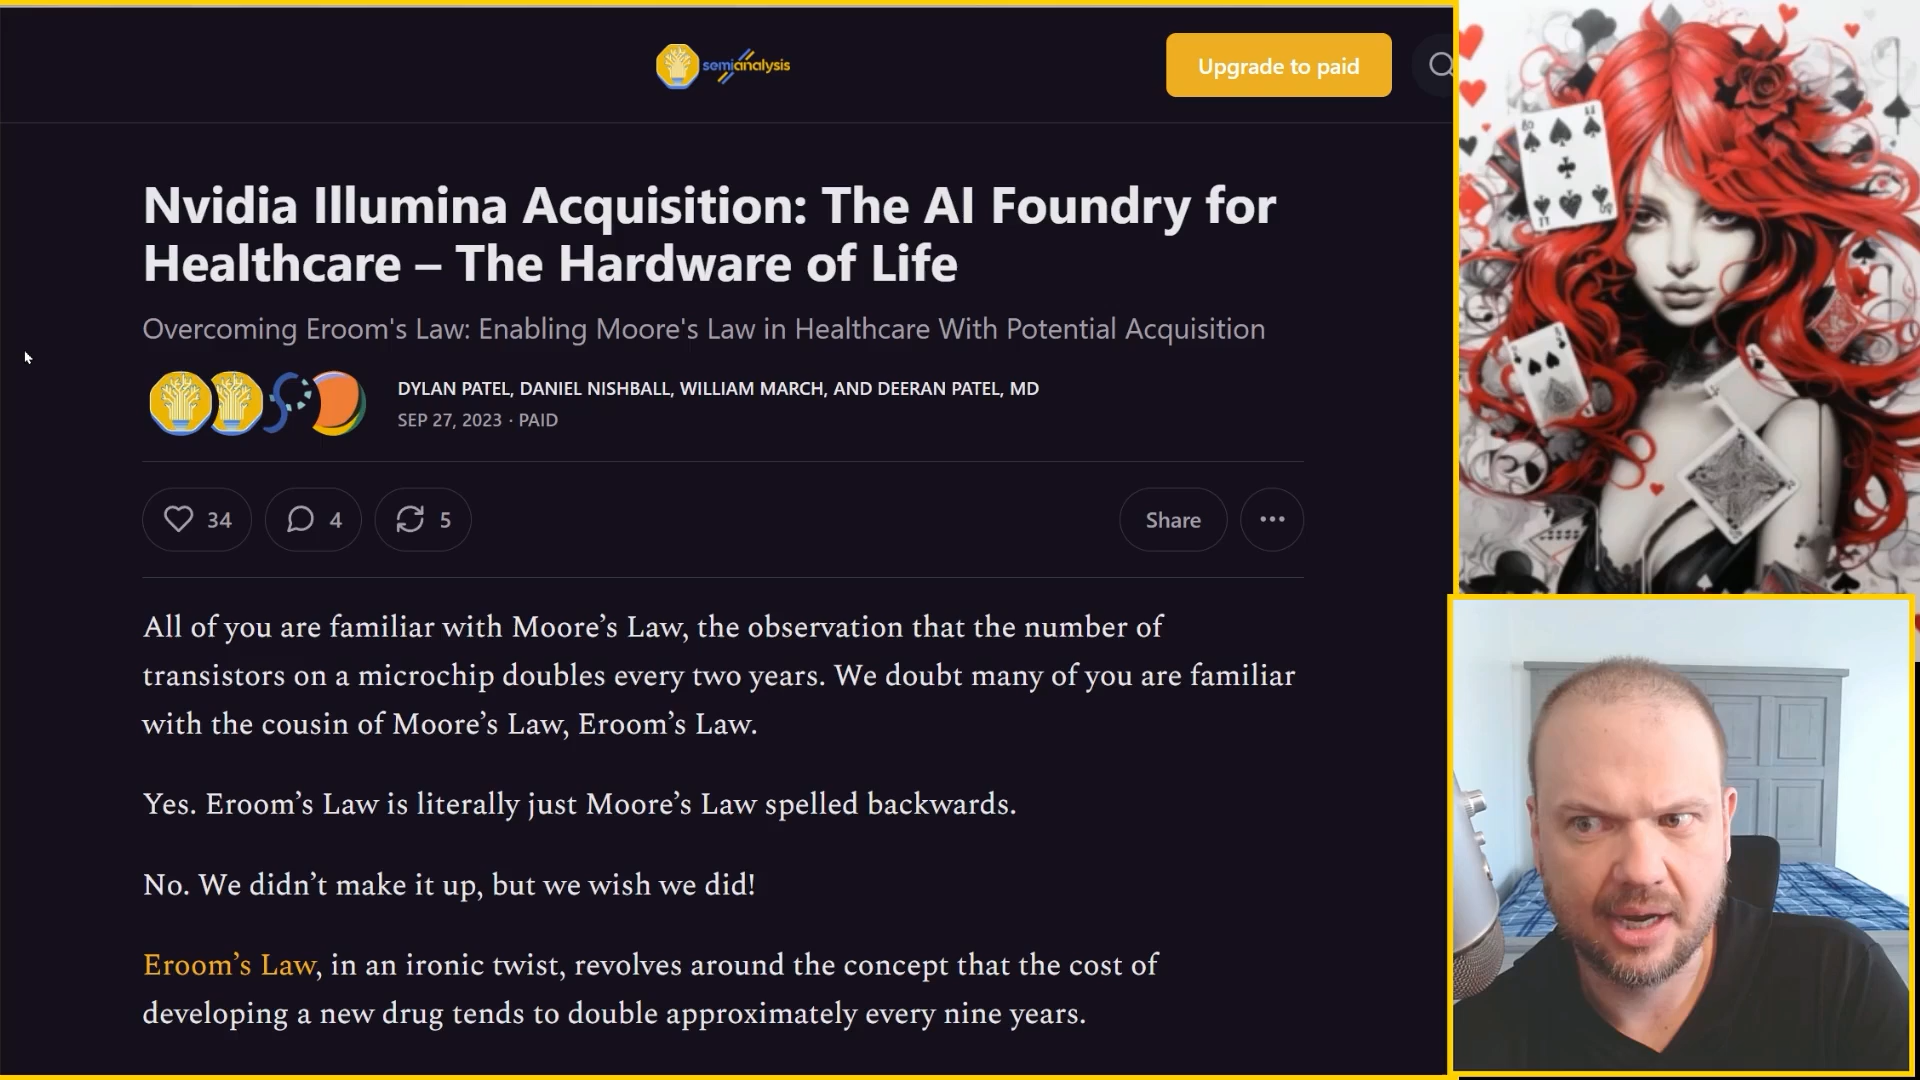 semianalysis
Upgrade to paid
Nvidia Illumina Acquisition: The AI Foundry for
Healthcare – The Hardware of Life
Overcoming Eroom's Law: Enabling Moore's Law in Healthcare With Potential Acquisition
DYLAN PATEL, DANIEL NISHBALL, WILLIAM MARCH, AND DEERAN PATEL, MD
SEP 27, 2023 · PAID
34
4
5
Share
All of you are familiar with Moore’s Law, the observation that the number of
transistors on a microchip doubles every two years. We doubt many of you are familiar
with the cousin of Moore’s Law, Eroom’s Law.
Yes. Eroom’s Law is literally just Moore’s Law spelled backwards.
No. We didn’t make it up, but we wish we did!
Eroom’s Law, in an ironic twist, revolves around the concept that the cost of
developing a new drug tends to double approximately every nine years.